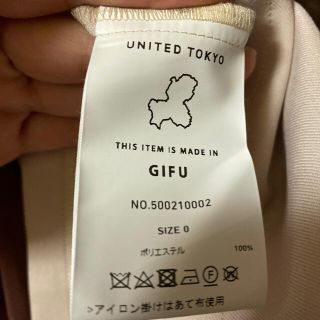 UNITED TOKYO
THIS ITEM IS MADE IN
GIFU
NO.500210002
SIZE 0
ポリエステル 100%
>アイロン掛けはあて布使用